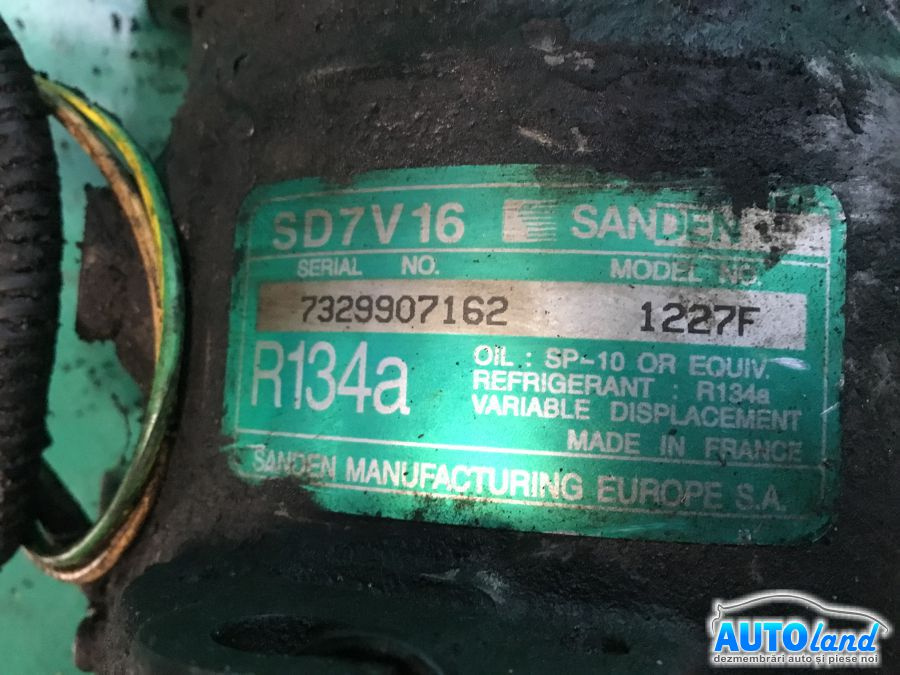 SD7V16 SANDEN
SERIAL NO. MODEL NO.
7329907162 1227F
R134a
OIL : SP-10 OR EQUIV.
REFRIGERANT : R134a
VARIABLE DISPLACEMENT
MADE IN FRANCE
SANDEN MANUFACTURING EUROPE S.A.
AUTOland
dezmembrări auto și piese noi